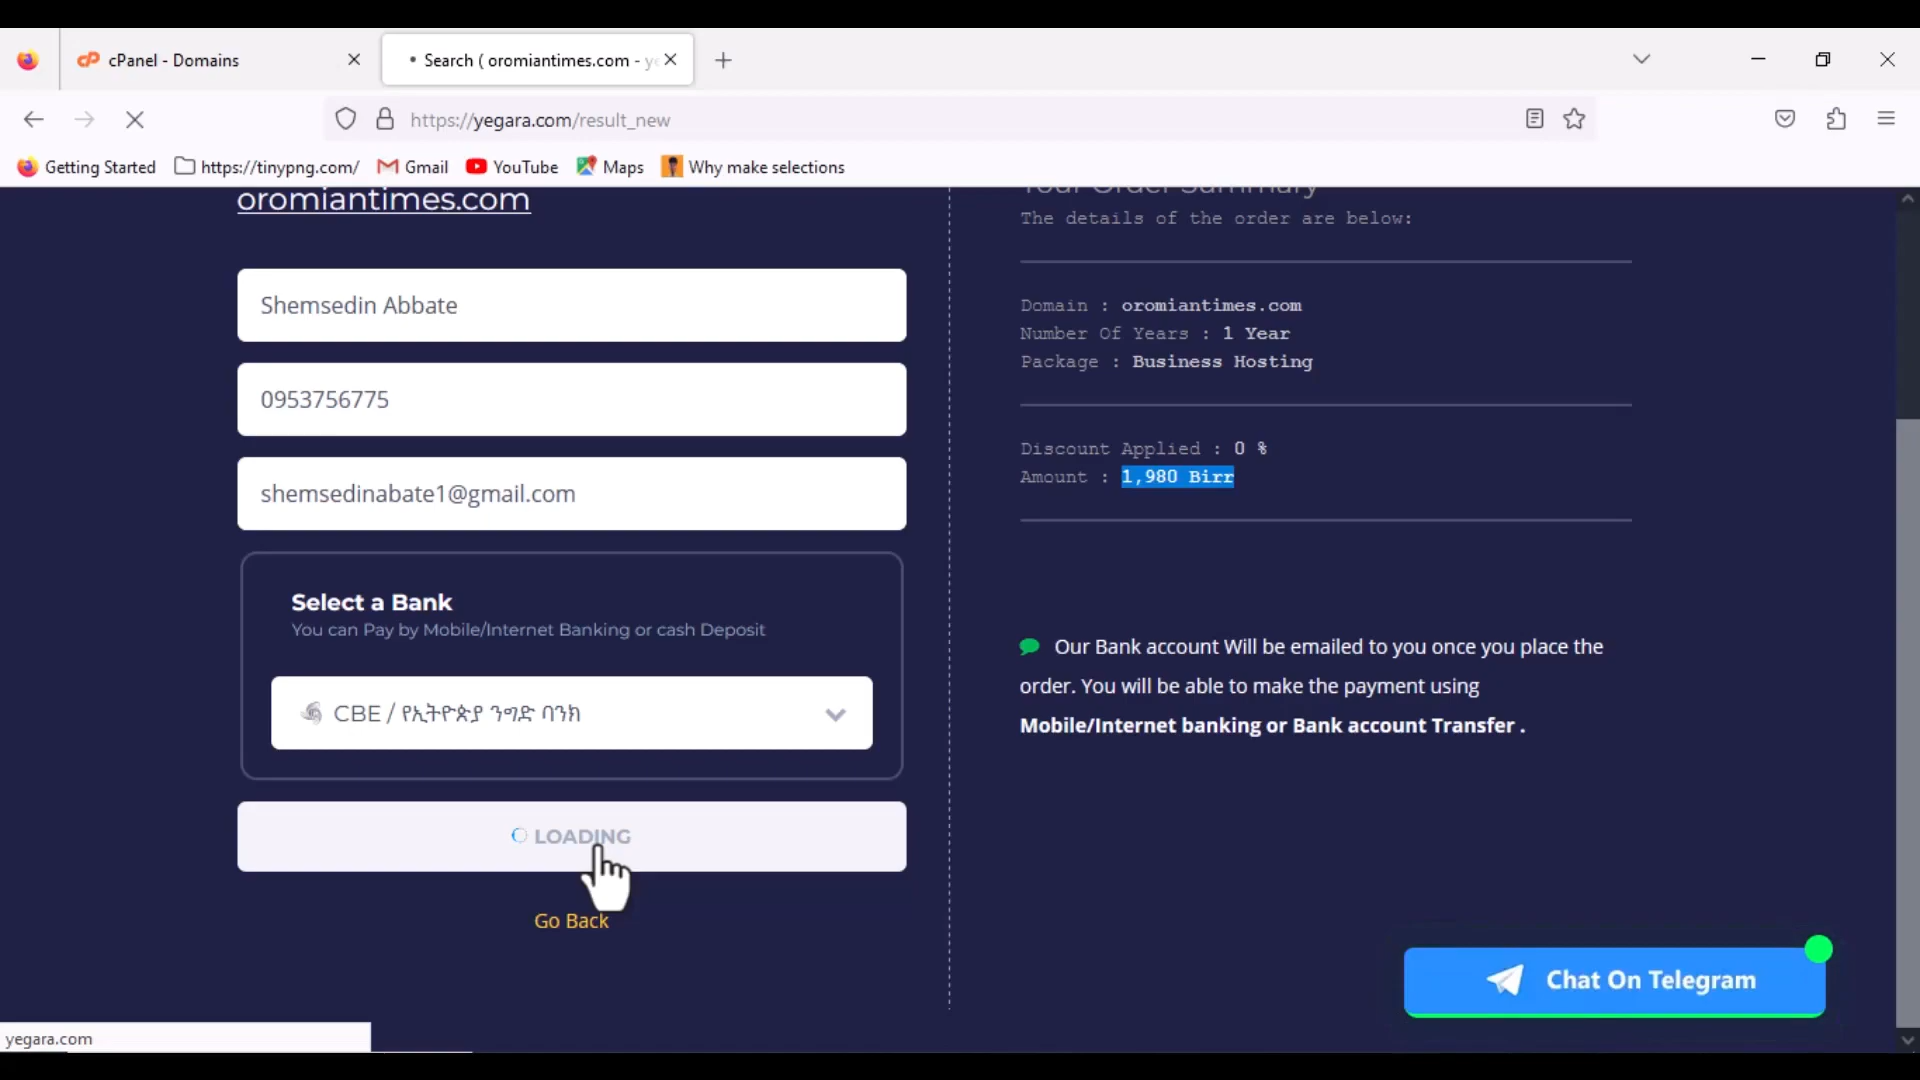 cPanel - Domains
Search ( oromiantimes.com - ye
https://yegara.com/result_new
Getting Started
https://tinypng.com/
Gmail
YouTube
Maps
Why make selections
oromiantimes.com
Shemsedin Abbate
0953756775
shemsedinabate1@gmail.com
Select a Bank
You can Pay by Mobile/Internet Banking or cash Deposit
CBE / የኢትዮጵያ ንግድ ባንክ
LOADING
Go Back
Your Order Summary
The details of the order are below:
Domain : oromiantimes.com
Number Of Years : 1 Year
Package : Business Hosting
Discount Applied : 0 %
Amount : 1,980 Birr
Our Bank account Will be emailed to you once you place the
order. You will be able to make the payment using
Mobile/Internet banking or Bank account Transfer .
Chat On Telegram
yegara.com